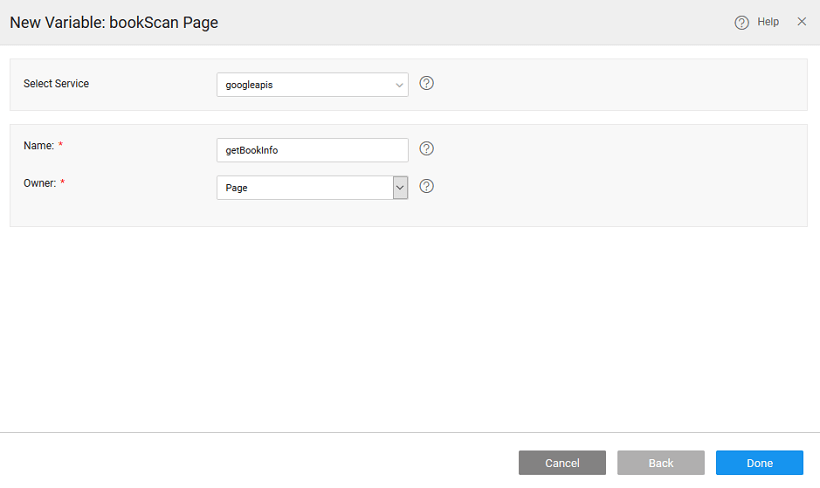 New Variable: bookScan Page
? Help ×
Select Service googleapis ?
Name: * getBookInfo ?
Owner: * Page ?
Cancel Back Done